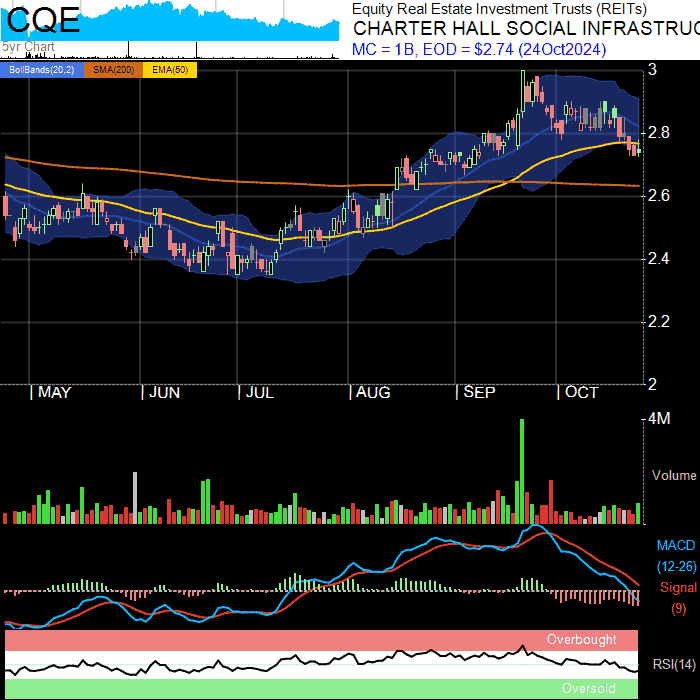 CQE
5yr Chart
Equity Real Estate Investment Trusts (REITs)
CHARTER HALL SOCIAL INFRASTRUC
MC = 1B, EOD = $2.74 (24Oct2024)
BollBands(20,2) SMA(200) EMA(50)
3
2.8
2.6
2.4
2.2
2
MAY JUN JUL AUG SEP OCT
4M
Volume
MACD
(12-26)
Signal
(9)
Overbought
RSI(14)
Oversold